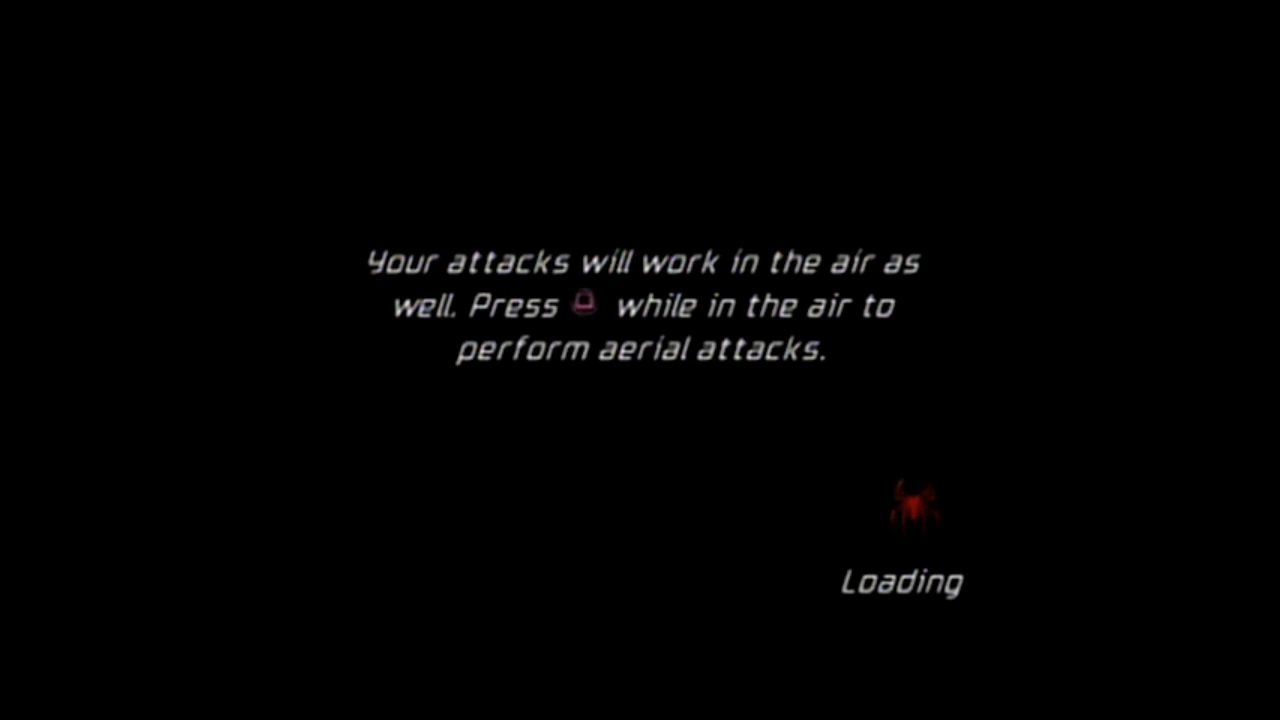 Your attacks will work in the air as
well. Press while in the air to
perform aerial attacks.
Loading